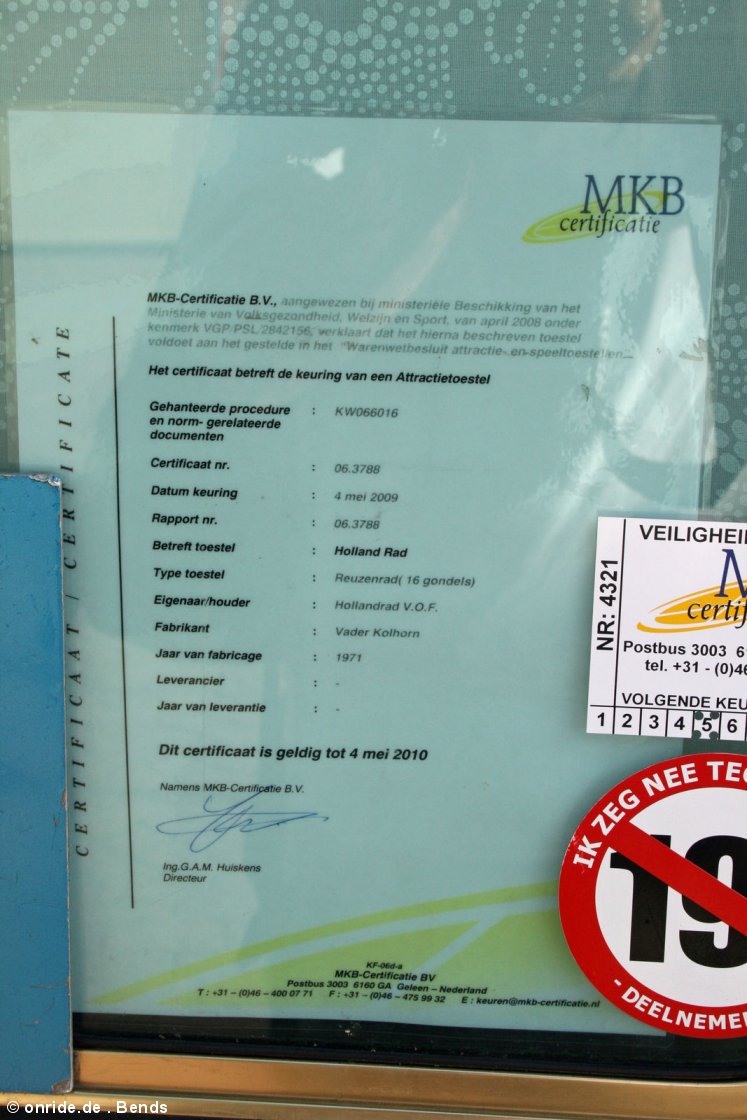 MKB
certificatie
MKB-Certificatie B.V., aangewezen bij ministeriële Beschikking van het
Ministerie van Volksgezondheid, Welzijn en Sport, van april 2008 onder
kenmerk VGP/PSL/2842156, verklaart dat het hierna beschreven toestel
voldoet aan het gestelde in het "Warenwetbesluit attractie- en speeltoestellen
Het certificaat betreft de keuring van een Attractietoestel
Gehanteerde procedure : KW066016
en norm- gerelateerde
documenten
Certificaat nr. : 06.3788
Datum keuring : 4 mei 2009
Rapport nr. : 06.3788
Betreft toestel : Holland Rad
Type toestel : Reuzenrad( 16 gondels)
Eigenaar/houder : Hollandrad V.O.F.
Fabrikant : Vader Kolhorn
Jaar van fabricage : 1971
Leverancier : -
Jaar van leverantie : -
Dit certificaat is geldig tot 4 mei 2010
Namens MKB-Certificatie B.V.
Ing.G.A.M. Huiskens
Directeur
KF-06d-a
MKB-Certificatie BV
Postbus 3003 6160 GA Geleen – Nederland
T : +31 – (0)46 – 400 07 71 F : +31 – (0)46 – 475 99 32 E : keuren@mkb-certificatie.nl
CERTIFICAAT / CERTIFICATE
VEILIGHEI
NR: 4321
M
certif
Postbus 3003 6
tel. +31 - (0)46
VOLGENDE KEU
1 2 3 4 5 6
IK ZEG NEE TEG
19
- DEELNEME
© onride.de . Bends